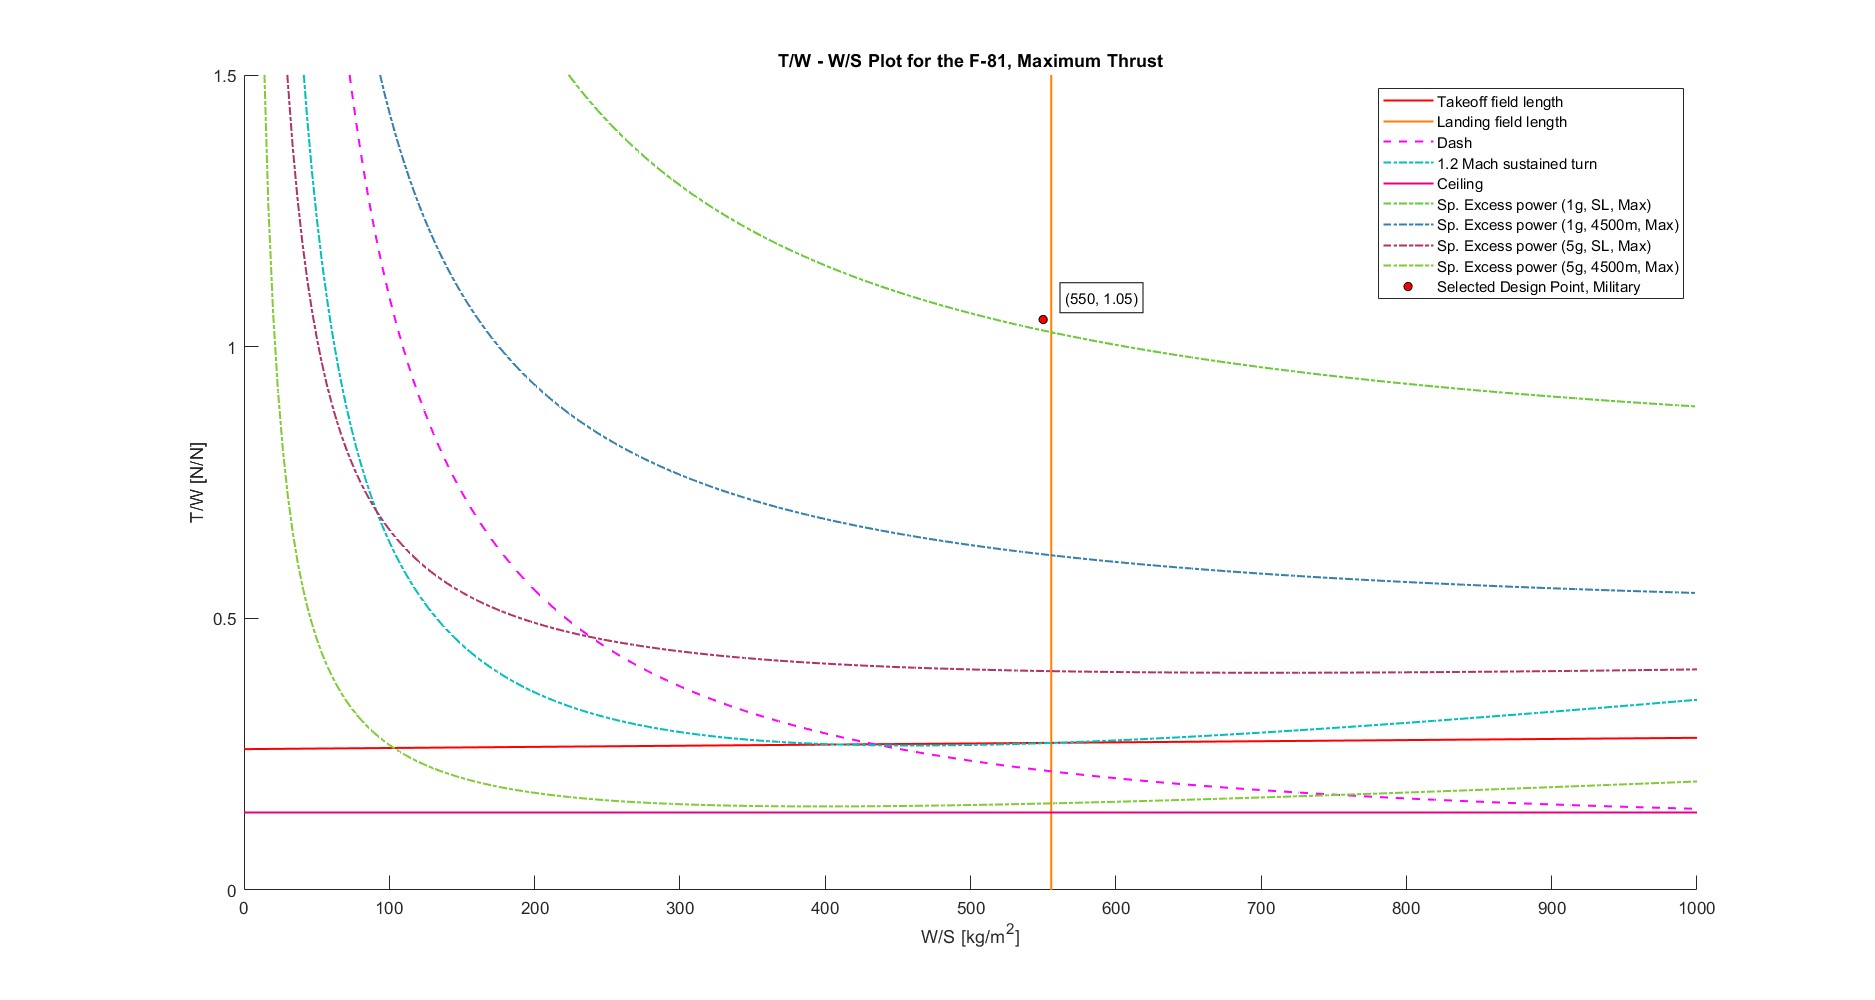 T/W - W/S Plot for the F-81, Maximum Thrust
1.5
1
0.5
0
T/W [N/N]
Takeoff field length
Landing field length
Dash
1.2 Mach sustained turn
Ceiling
Sp. Excess power (1g, SL, Max)
Sp. Excess power (1g, 4500m, Max)
Sp. Excess power (5g, SL, Max)
Sp. Excess power (5g, 4500m, Max)
Selected Design Point, Military
(550, 1.05)
0 100 200 300 400 500 600 700 800 900 1000
W/S [kg/m²]